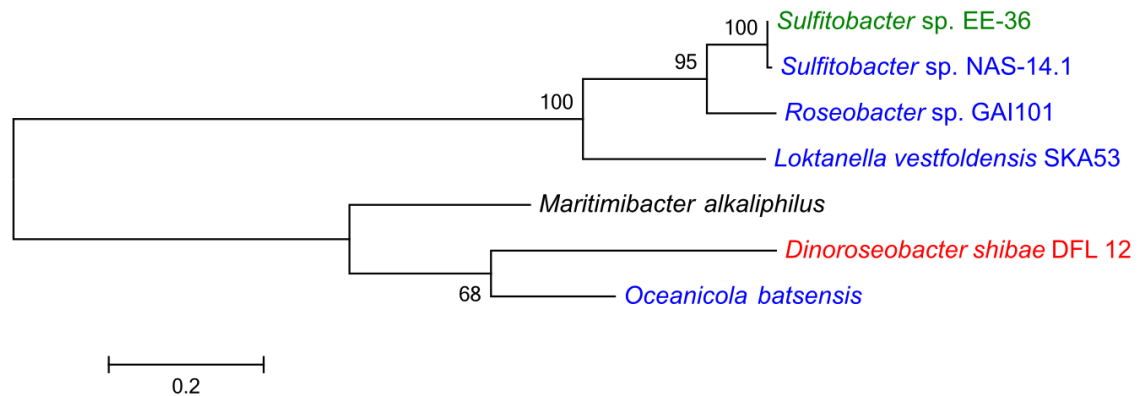 Sulfitobacter sp. EE-36
100
Sulfitobacter sp. NAS-14.1
95
100
Roseobacter sp. GAI101
Loktanella vestfoldensis SKA53
Maritimibacter alkaliphilus
Dinoroseobacter shibae DFL 12
68
Oceanicola batsensis
0.2